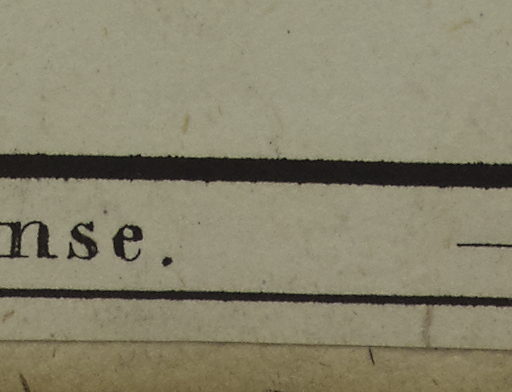 nse. —